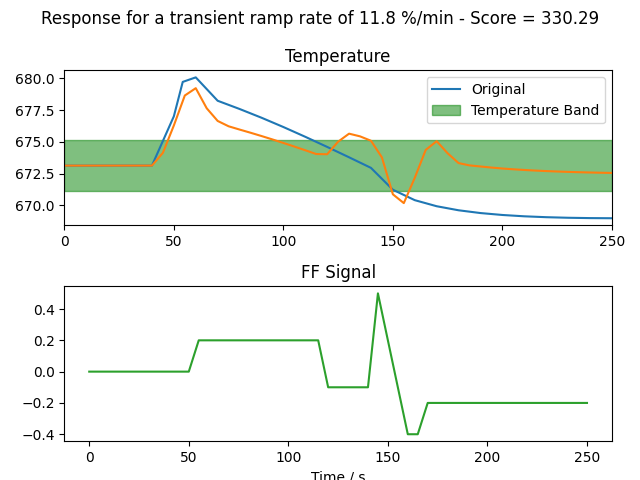 Response for a transient ramp rate of 11.8 %/min - Score = 330.29
Temperature
680.0
677.5
675.0
672.5
670.0
Original
Temperature Band
0 50 100 150 200 250
FF Signal
0.4
0.2
0.0
−0.2
−0.4
0 50 100 150 200 250
Time / s